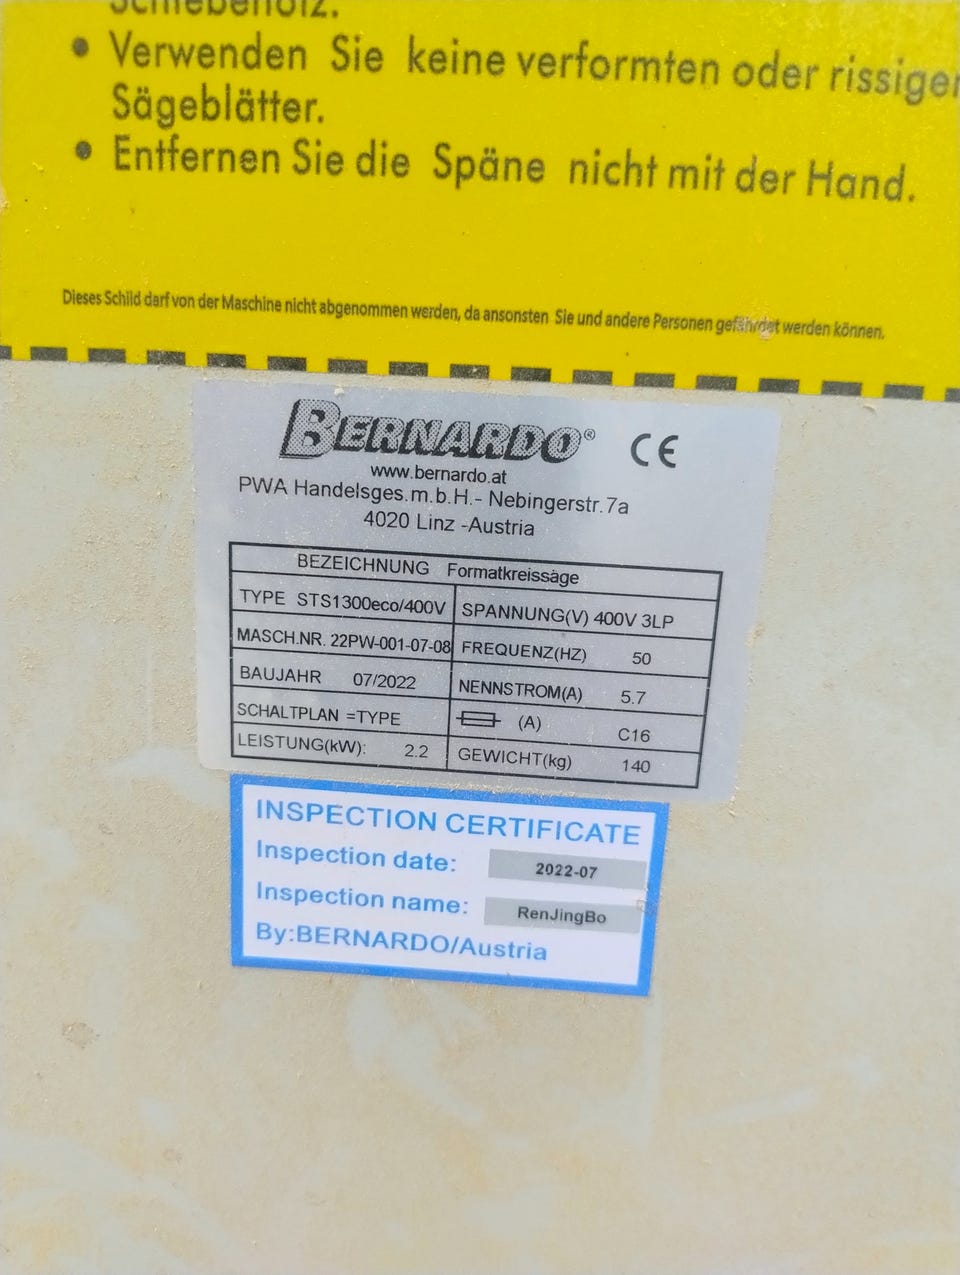 Schiebeholz.
• Verwenden Sie keine verformten oder rissigen
Sägeblätter.
• Entfernen Sie die Späne nicht mit der Hand.
Dieses Schild darf von der Maschine nicht abgenommen werden, da ansonsten Sie und andere Personen gefährdet werden können.
BERNARDO® CE
www.bernardo.at
PWA Handelsges.m.b.H.- Nebingerstr.7a
4020 Linz -Austria
BEZEICHNUNG Formatkreissäge
TYPE STS1300eco/400V SPANNUNG(V) 400V 3LP
MASCH.NR. 22PW-001-07-08 FREQUENZ(HZ) 50
BAUJAHR 07/2022 NENNSTROM(A) 5.7
SCHALTPLAN =TYPE (A) C16
LEISTUNG(kW): 2.2 GEWICHT(kg) 140
INSPECTION CERTIFICATE
Inspection date: 2022-07
Inspection name: RenJingBo
By:BERNARDO/Austria